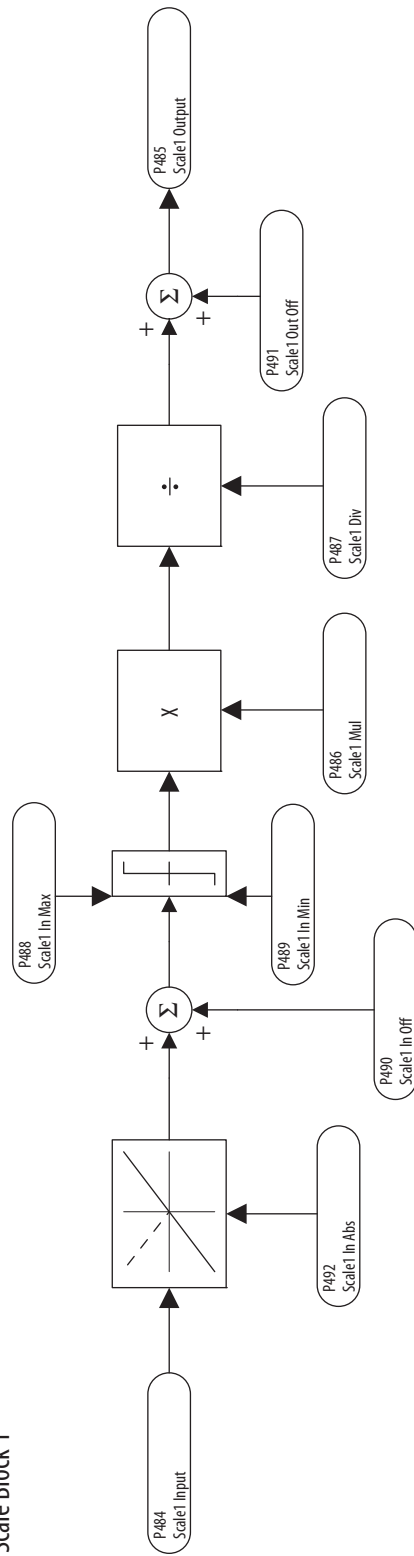 Scale Block 1
P484
Scale1 Input
P492
Scale1 In Abs
+
Σ
+
P490
Scale1 In Off
P488
Scale1 In Max
P489
Scale1 In Min
X
P486
Scale1 Mul
÷
P487
Scale1 Div
+
Σ
+
P491
Scale1 Out Off
P485
Scale1 Output